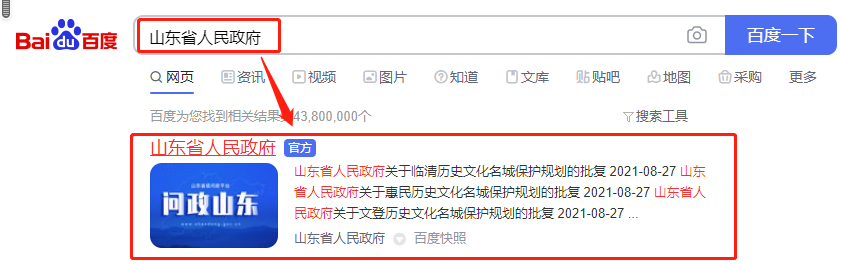 Bai du 百度 山东省人民政府 百度一下
网页 资讯 视频 图片 知道 文库 贴吧 地图 采购 更多
百度为您找到相关结果 43,800,000个 搜索工具
山东省人民政府 官方
山东省人民政府关于临清历史文化名城保护规划的批复 2021-08-27 山东
省人民政府关于惠民历史文化名城保护规划的批复 2021-08-27 山东省人
民政府关于文登历史文化名城保护规划的批复 2021-08-27 ...
问政山东
山东省人民政府 百度快照